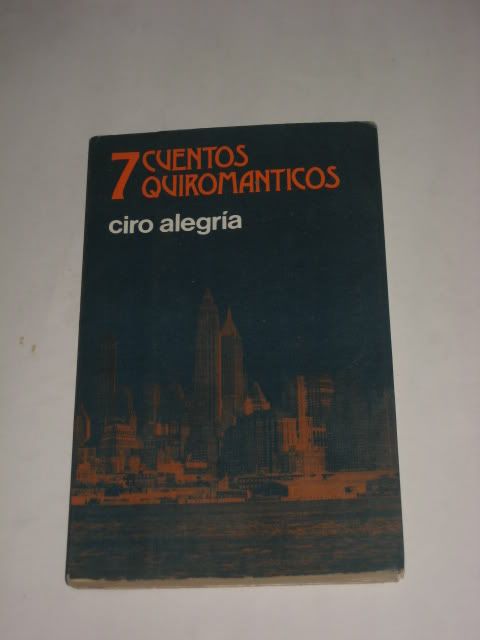 7 CUENTOS
QUIROMANTICOS
ciro alegría